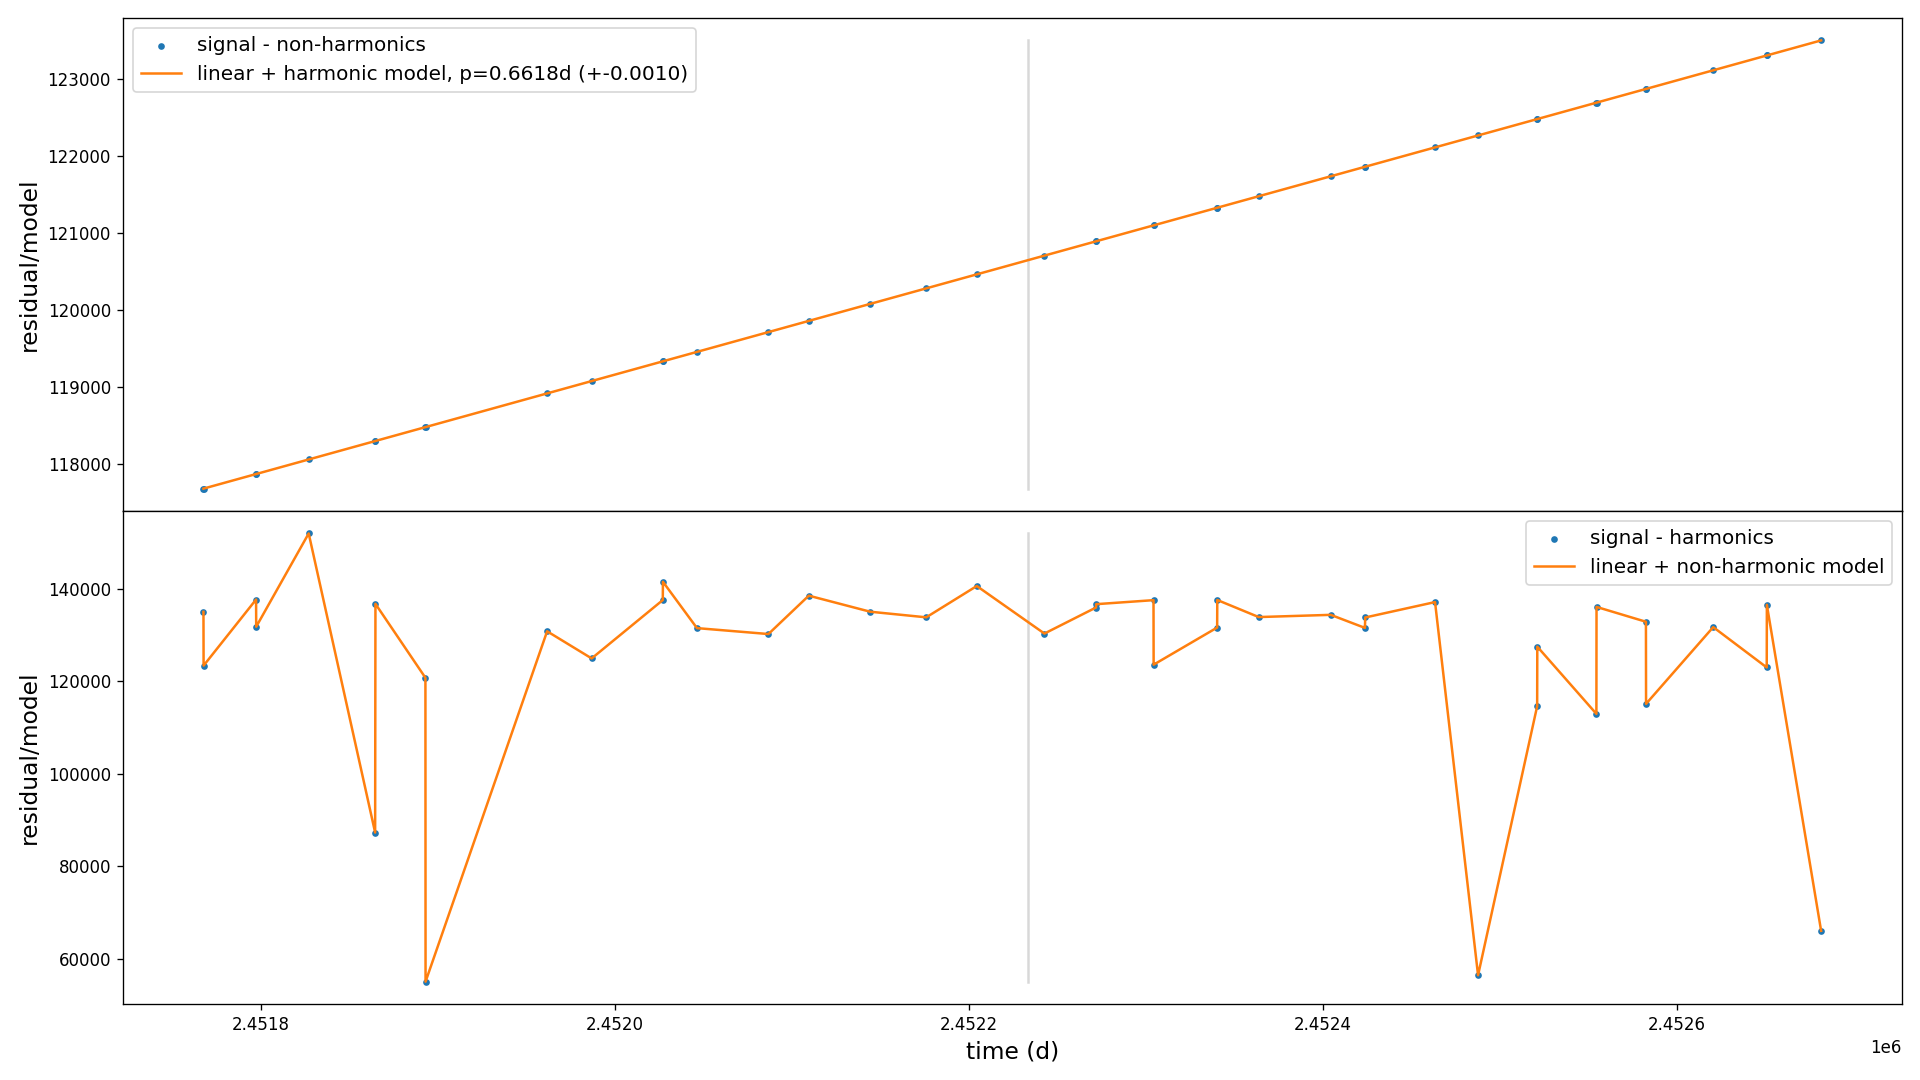 signal - non-harmonics
linear + harmonic model, p=0.6618d (+-0.0010)
123000
122000
121000
120000
119000
118000
residual/model
signal - harmonics
linear + non-harmonic model
140000
120000
100000
80000
60000
residual/model
2.4518 2.4520 2.4522 2.4524 2.4526
1e6
time (d)